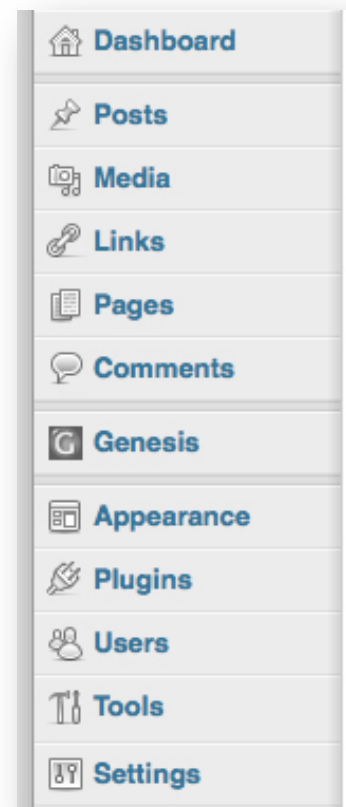 Dashboard
Posts
Media
Links
Pages
Comments
Genesis
Appearance
Plugins
Users
Tools
Settings